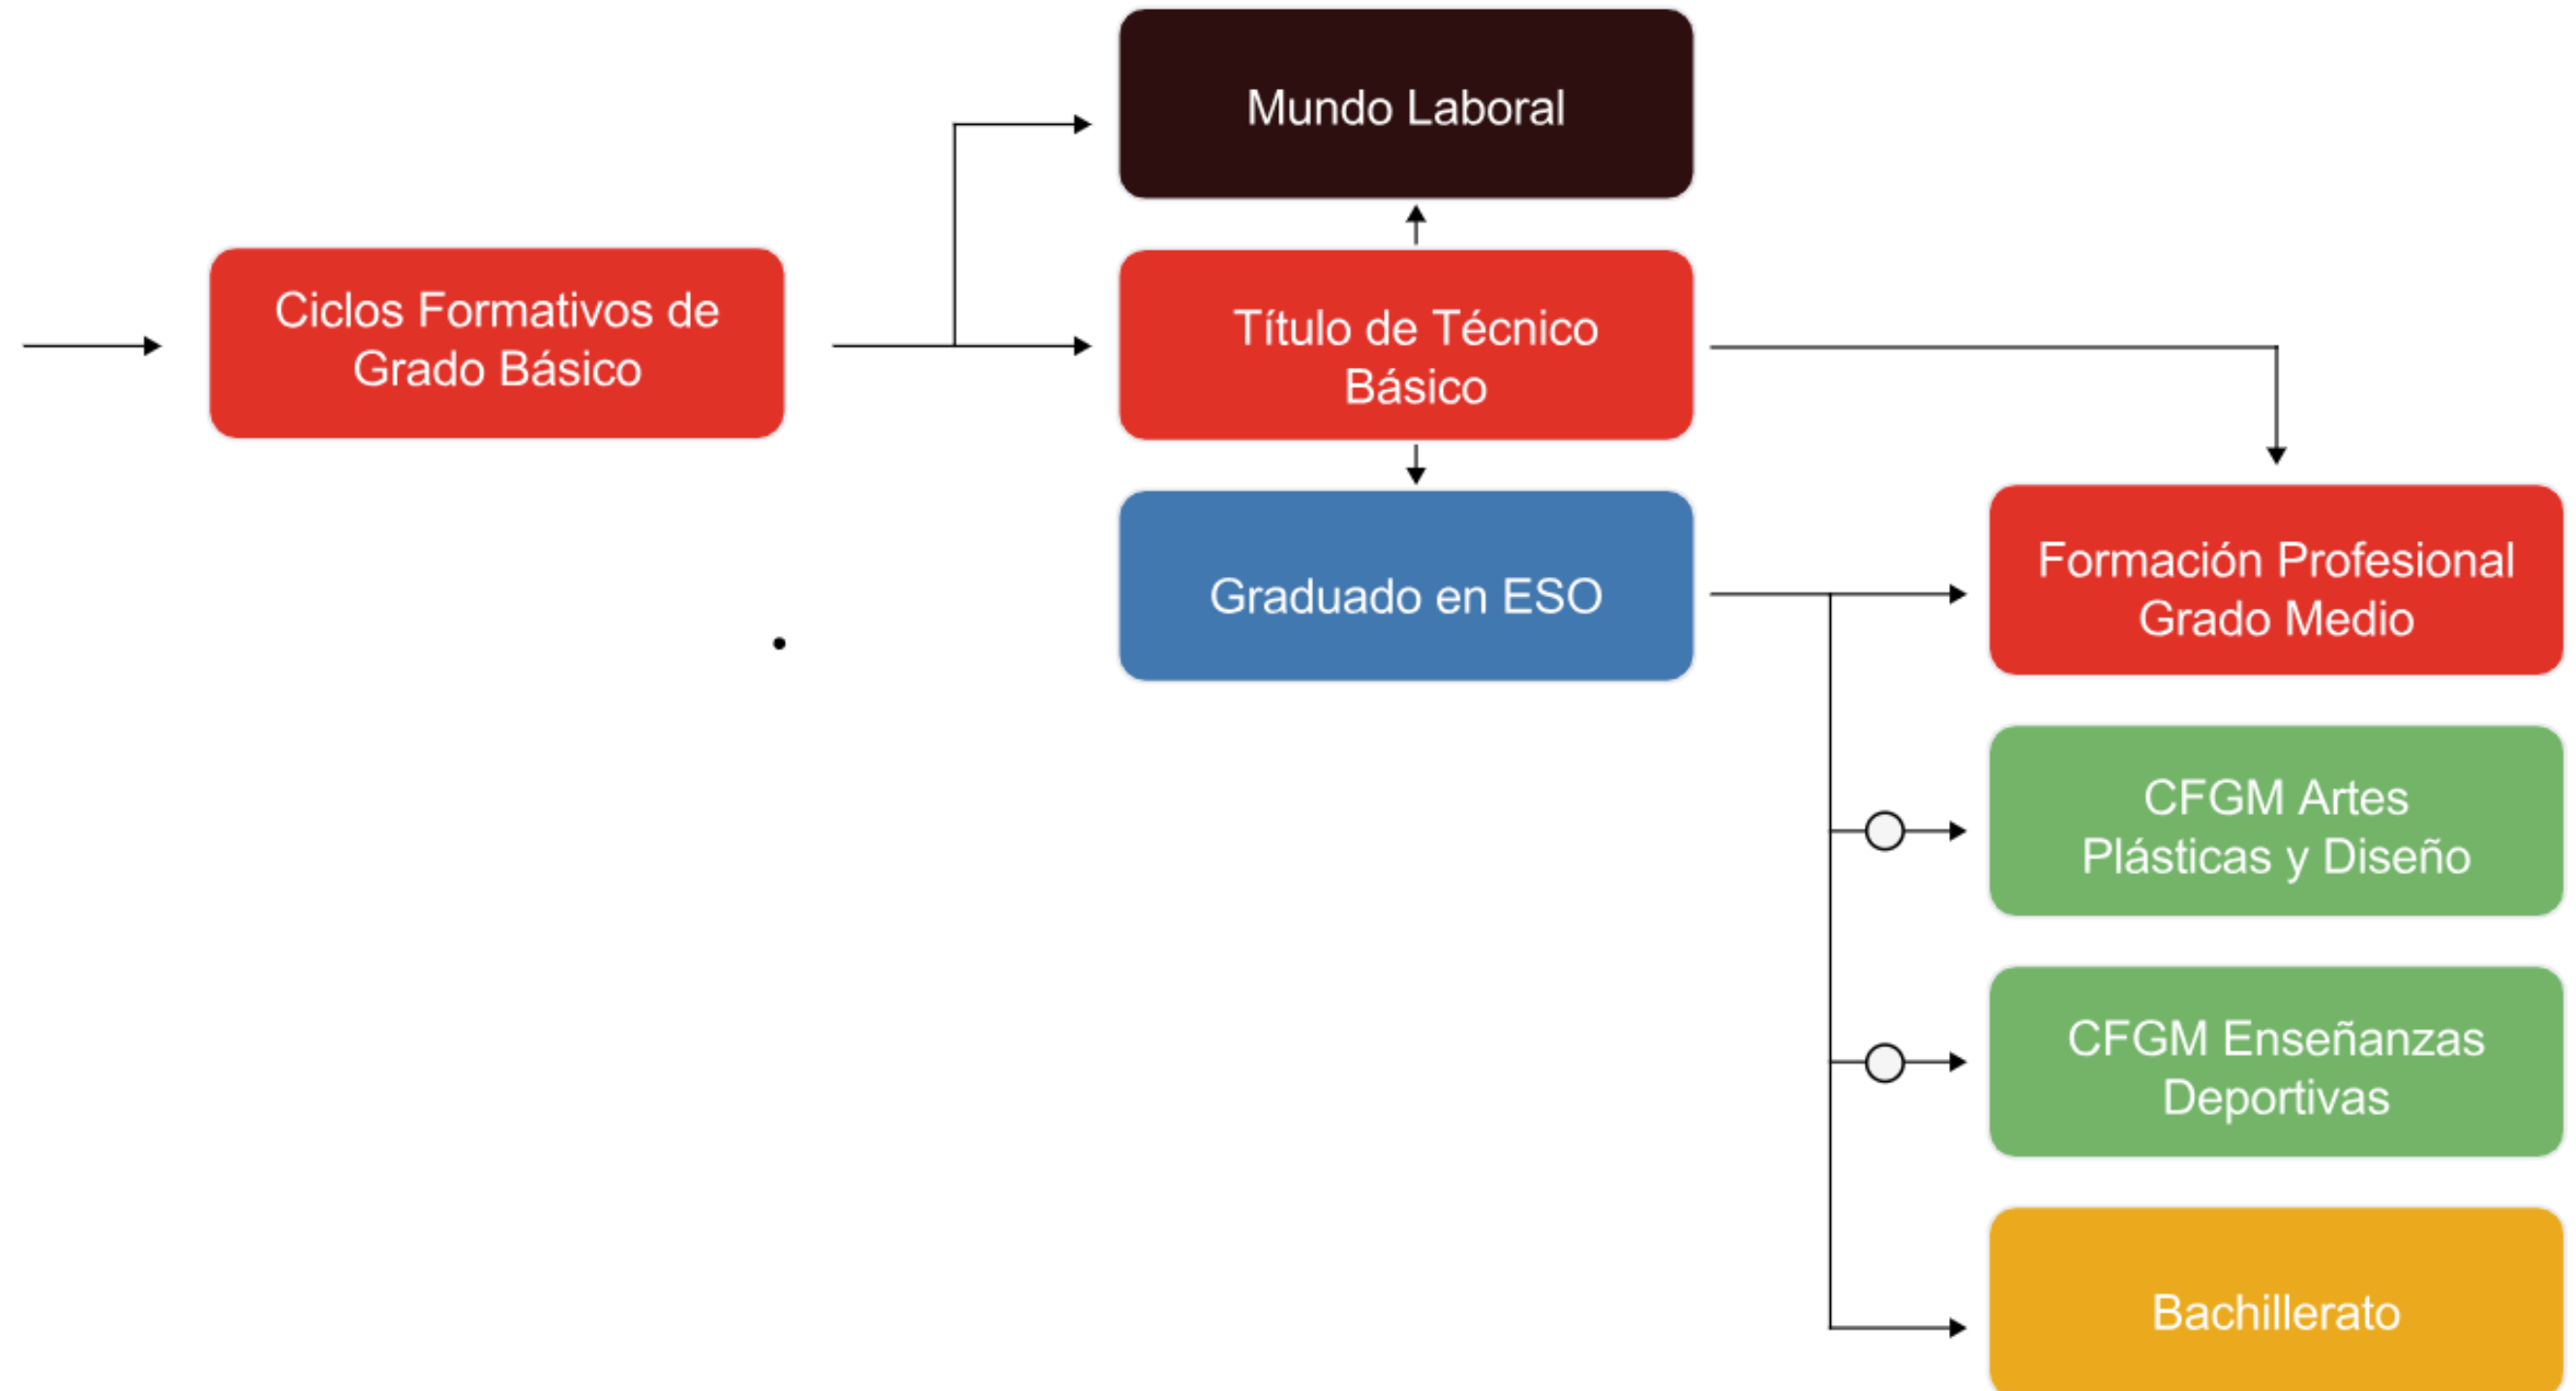 Mundo Laboral
Ciclos Formativos de
Grado Básico
Título de Técnico
Básico
Graduado en ESO
Formación Profesional
Grado Medio
CFGM Artes
Plásticas y Diseño
CFGM Enseñanzas
Deportivas
Bachillerato